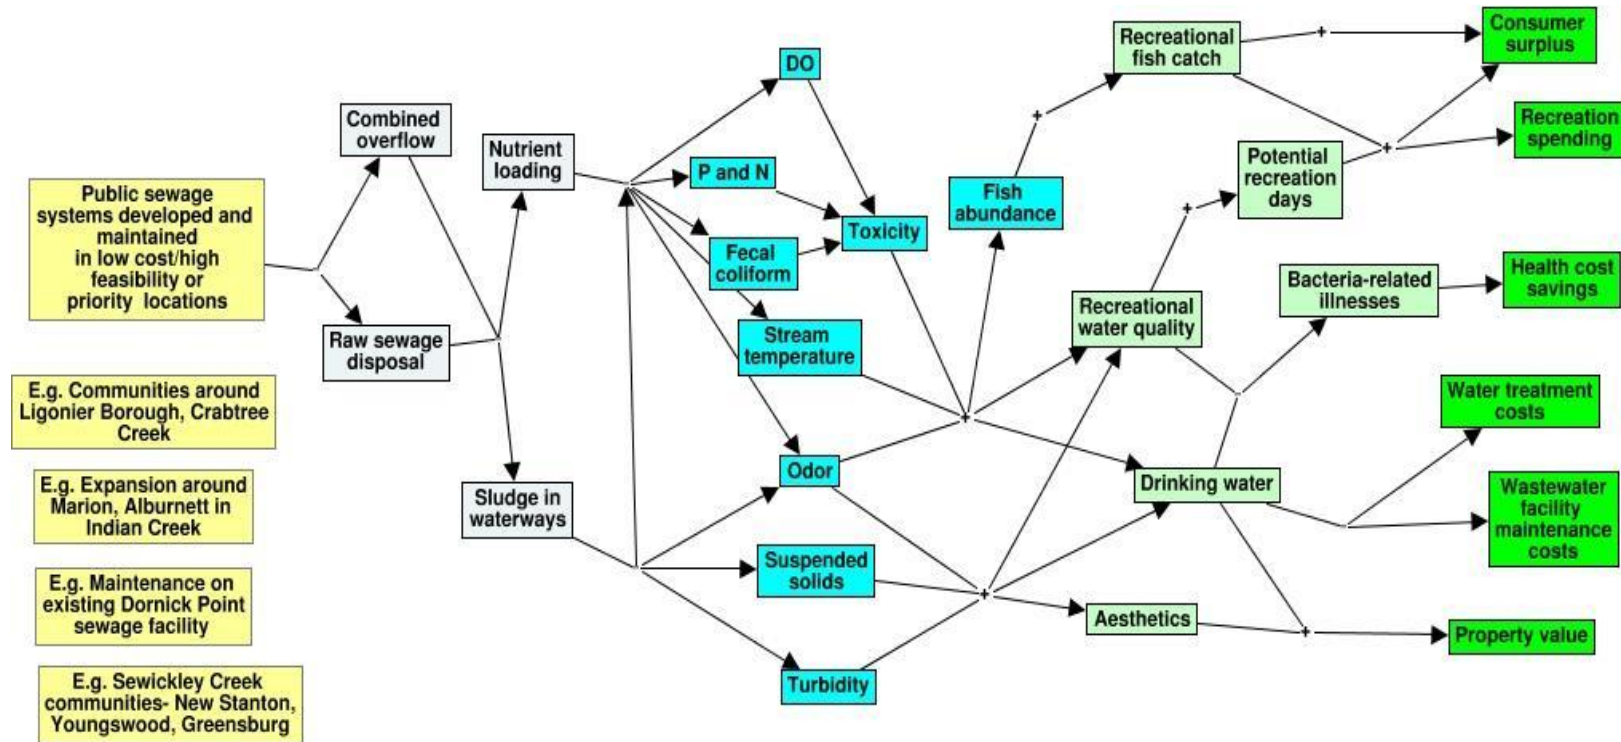 Public sewage
systems developed and
maintained
in low cost/high
feasibility or
priority locations
E.g. Communities around
Ligonier Borough, Crabtree
Creek
E.g. Expansion around
Marion, Alburnett in
Indian Creek
E.g. Maintenance on
existing Dornick Point
sewage facility
E.g. Sewickley Creek
communities- New Stanton,
Youngswood, Greensburg
Combined
overflow
Raw sewage
disposal
Nutrient
loading
Sludge in
waterways
DO
P and N
Fecal
coliform
Toxicity
Stream
temperature
Odor
Suspended
solids
Turbidity
Fish
abundance
Recreational
fish catch
Potential
recreation
days
Recreational
water quality
Bacteria-related
illnesses
Drinking water
Aesthetics
Consumer
surplus
Recreation
spending
Health cost
savings
Water treatment
costs
Wastewater
facility
maintenance
costs
Property value
+
+
+
+
+
+
+